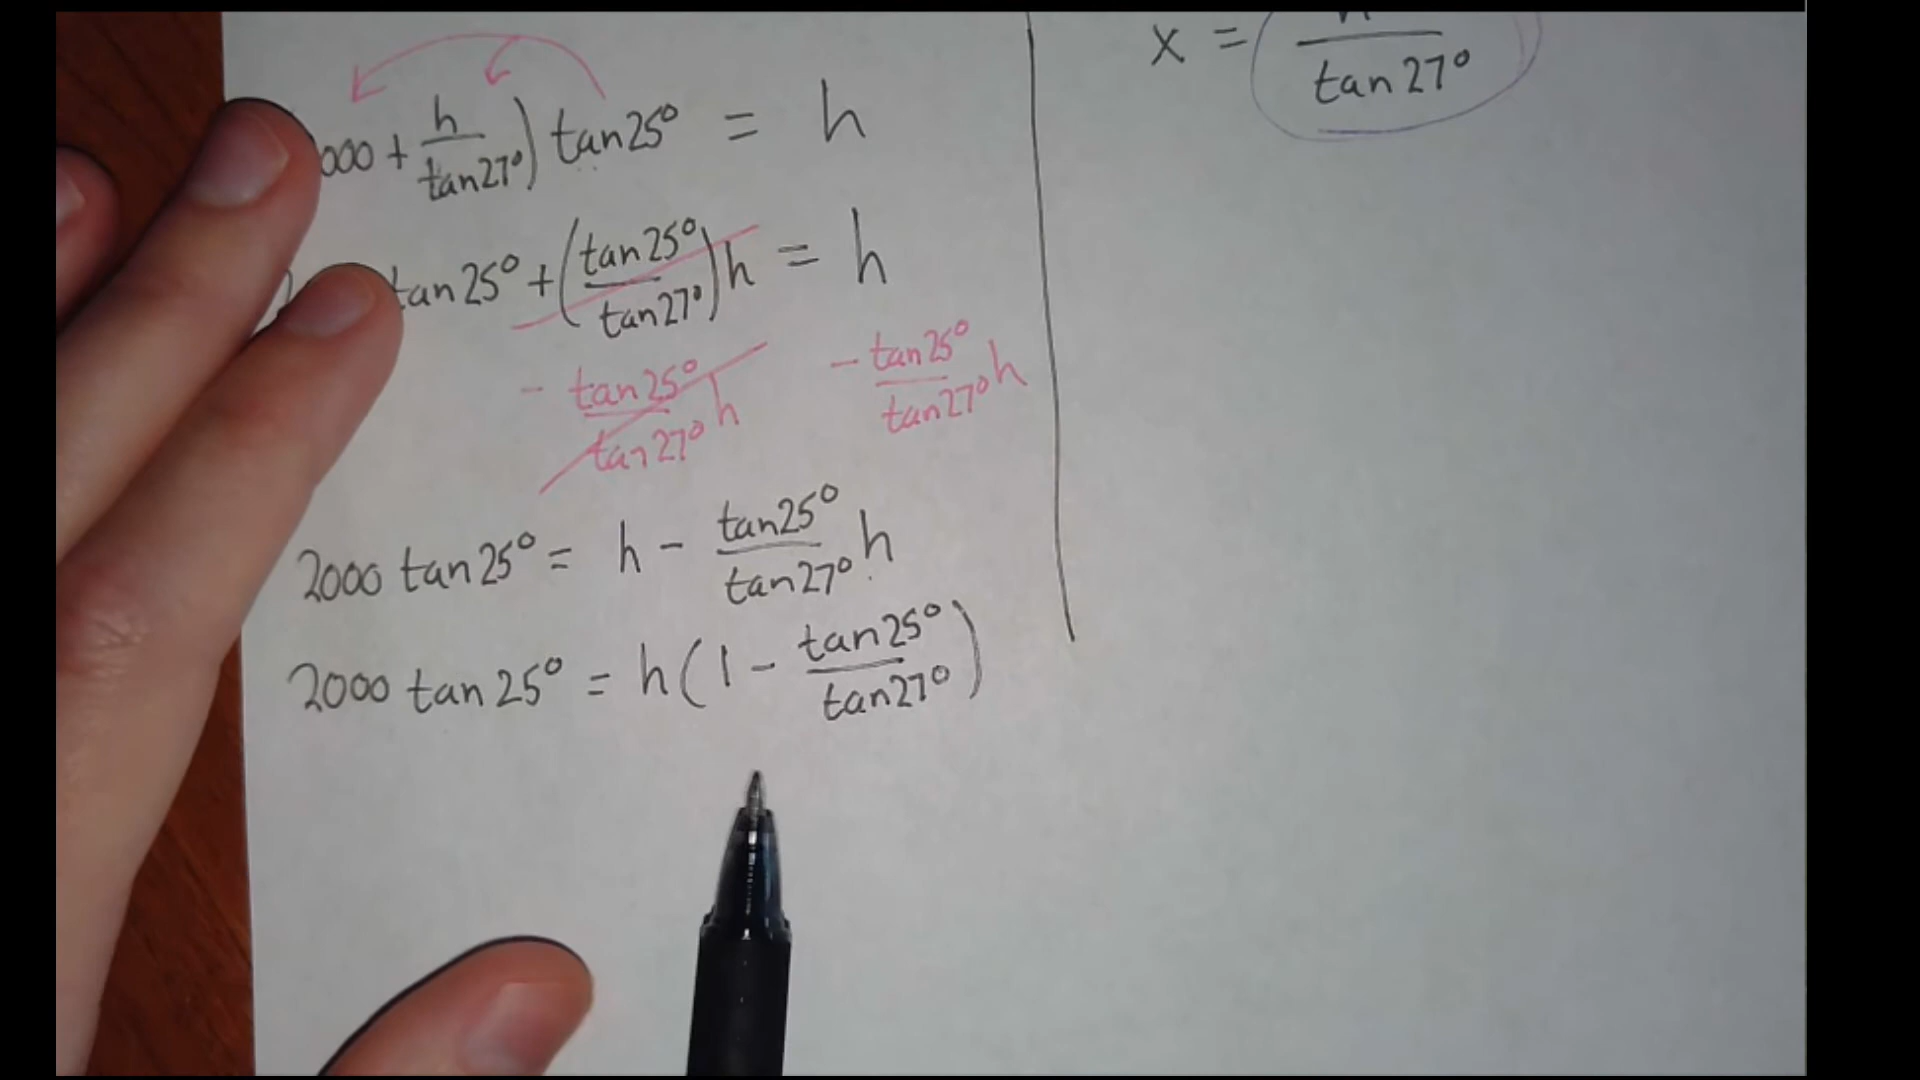 000 + h/tan27°) tan25° = h
tan25° + (tan25°/tan27°)h = h
- tan25°/tan27° h - tan25°/tan27° h
2000 tan25° = h - tan25°/tan27° h
2000 tan25° = h(1 - tan25°/tan27°)
x = /tan27°